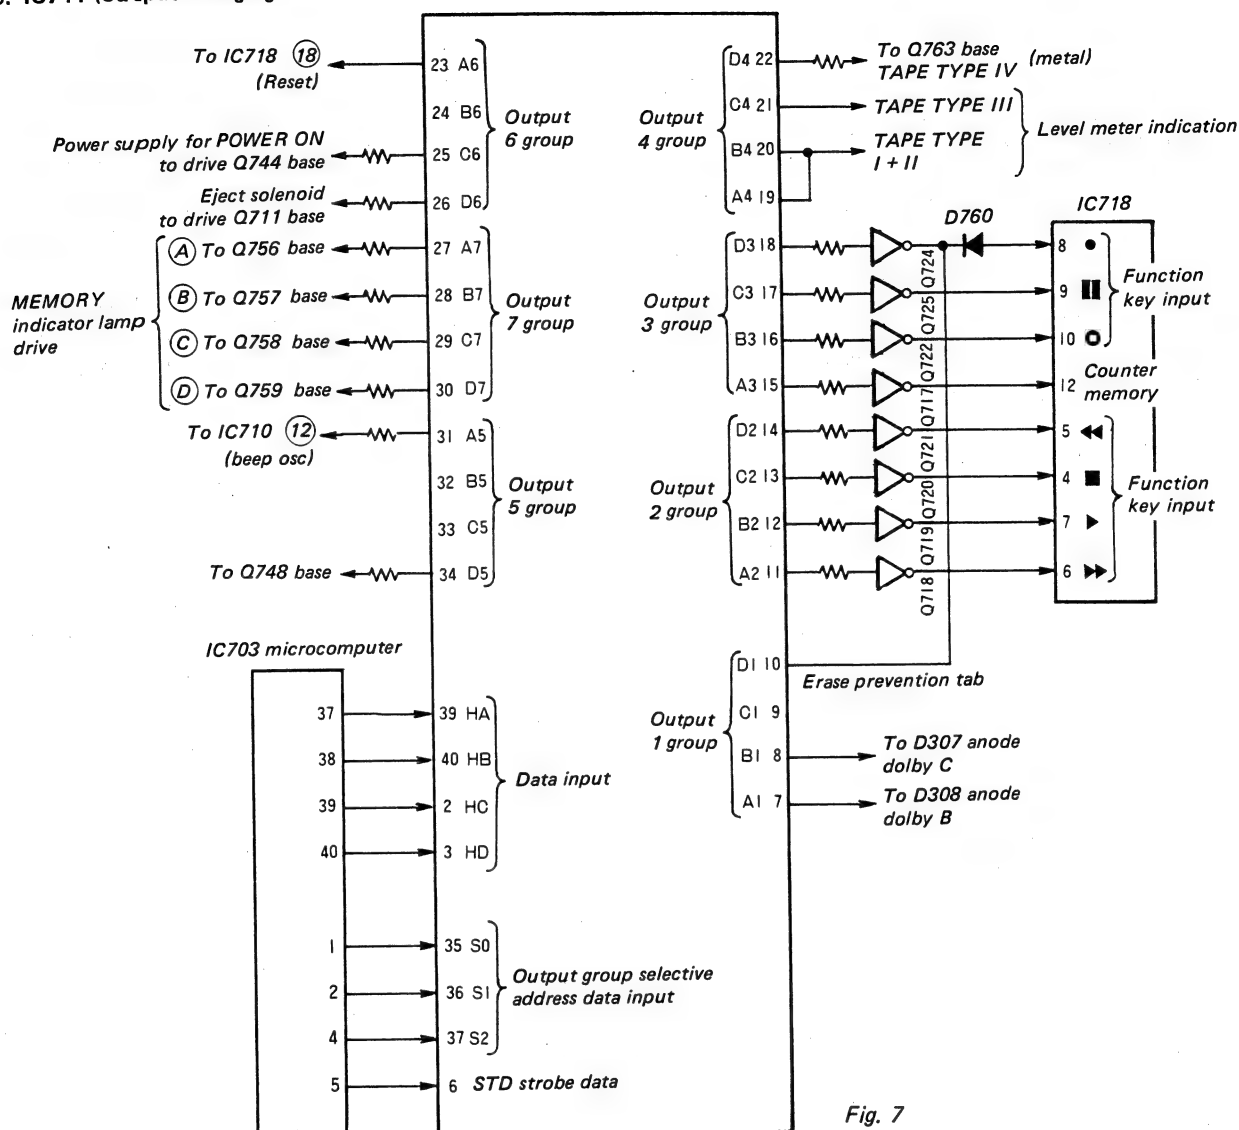 To IC718 (18)
(Reset)
23 A6
24 B6
Output
6 group
Power supply for POWER ON
to drive Q744 base
25 C6
Eject solenoid
to drive Q711 base
26 D6
MEMORY
indicator lamp
drive
(A) To Q756 base
27 A7
(B) To Q757 base
28 B7
(C) To Q758 base
29 C7
(D) To Q759 base
30 D7
Output
7 group
To IC710 (12)
(beep osc)
31 A5
32 B5
33 C5
Output
5 group
To Q748 base
34 D5
IC703 microcomputer
37
39 HA
38
40 HB
39
2 HC
40
3 HD
Data input
1
35 S0
2
36 S1
4
37 S2
Output group selective
address data input
5
6 STD strobe data
Output
4 group
D4 22
To Q763 base
TAPE TYPE IV
(metal)
C4 21
TAPE TYPE III
B4 20
TAPE TYPE
I + II
A4 19
Level meter indication
Output
3 group
D3 18
C3 17
B3 16
A3 15
Output
2 group
D2 14
C2 13
B2 12
A2 11
D760
Q724
Q725
Q722
Q717
Q721
Q720
Q719
Q718
IC718
8 ●
9 ▮▮
10
Function
key input
12 Counter
memory
5 ◀◀
4 ■
7 ▶
6 ▶▶
Function
key input
Output
1 group
D1 10
Erase prevention tab
C1 9
B1 8
To D307 anode
dolby C
A1 7
To D308 anode
dolby B
Fig. 7